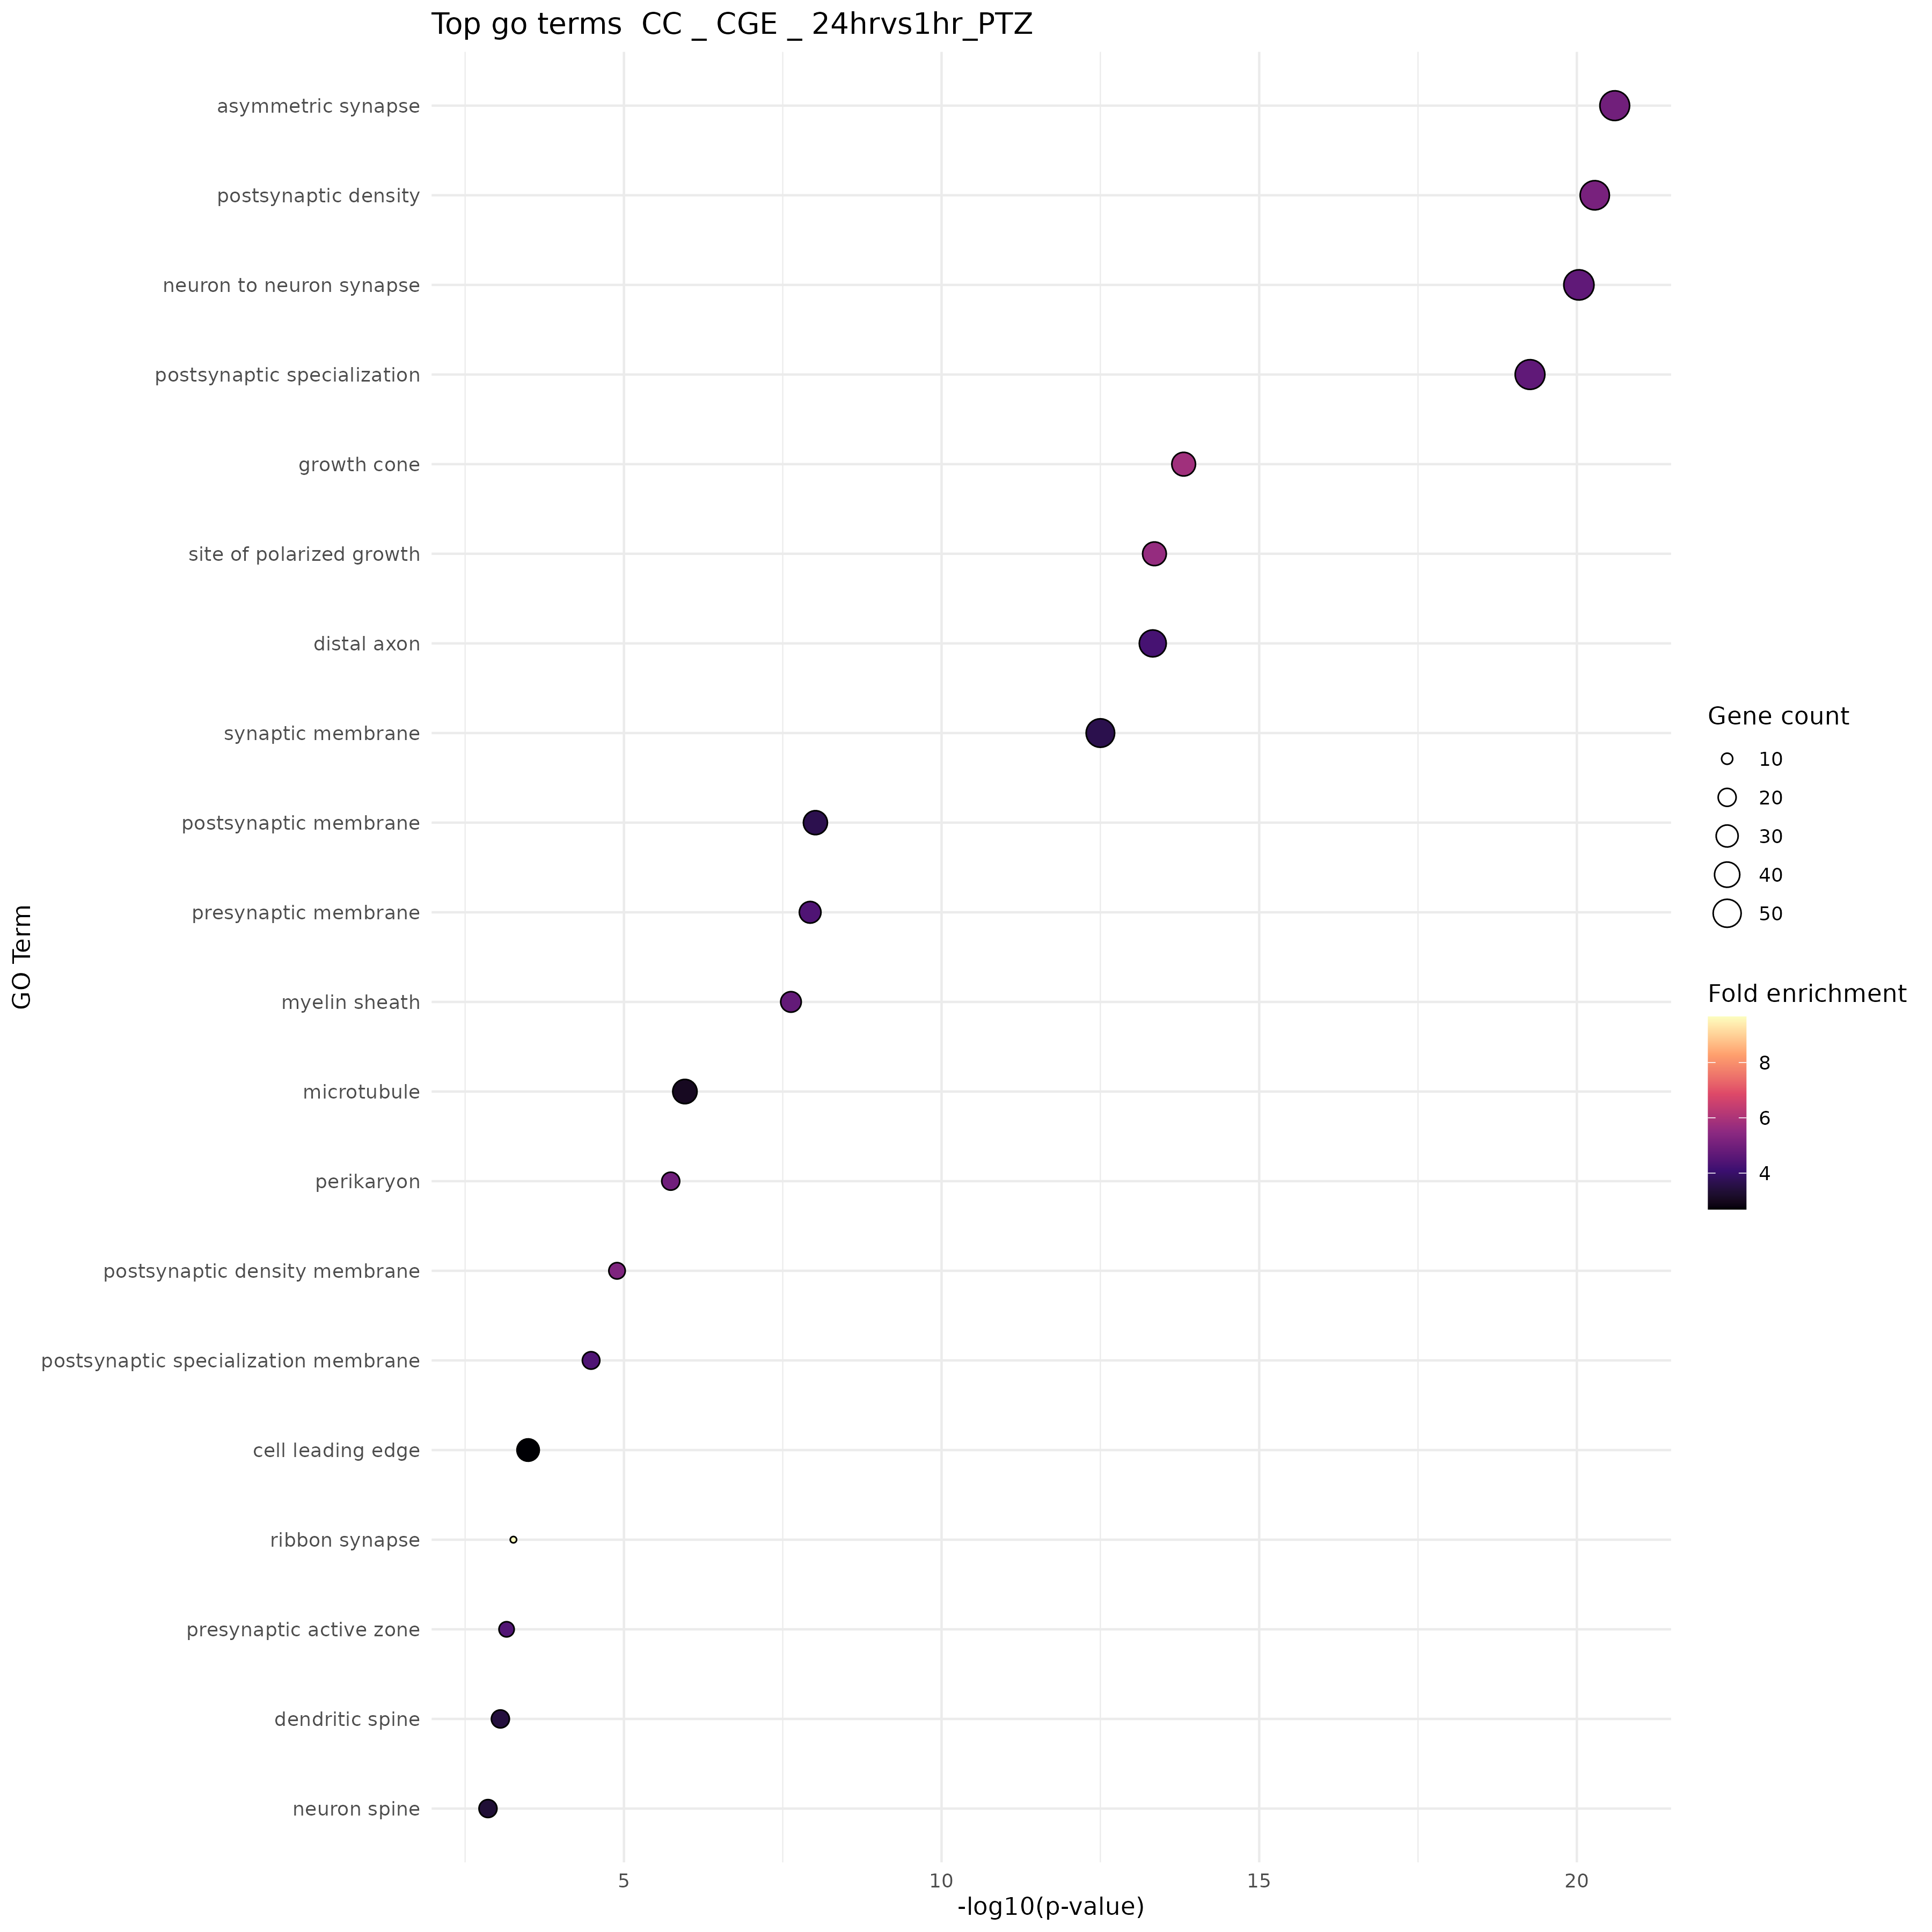 Top go terms  CC _ CGE _ 24hrvs1hr_PTZ
GO Term
asymmetric synapse
postsynaptic density
neuron to neuron synapse
postsynaptic specialization
growth cone
site of polarized growth
distal axon
synaptic membrane
postsynaptic membrane
presynaptic membrane
myelin sheath
microtubule
perikaryon
postsynaptic density membrane
postsynaptic specialization membrane
cell leading edge
ribbon synapse
presynaptic active zone
dendritic spine
neuron spine
5
10
15
20
-log10(p-value)
Gene count
10
20
30
40
50
Fold enrichment
8
6
4